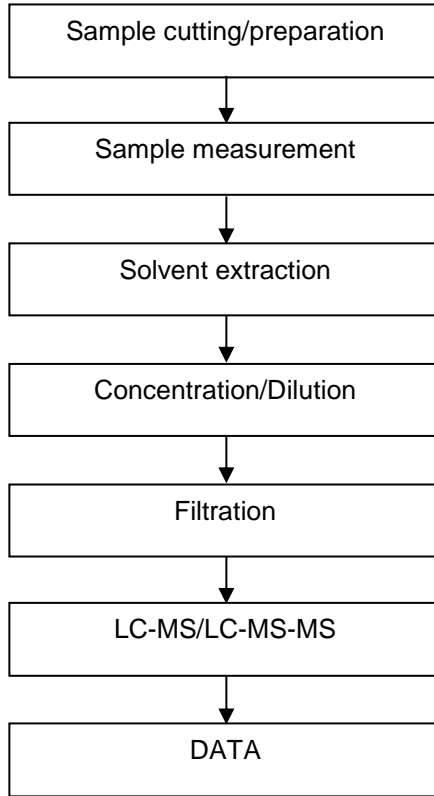 Sample cutting/preparation
Sample measurement
Solvent extraction
Concentration/Dilution
Filtration
LC-MS/LC-MS-MS
DATA